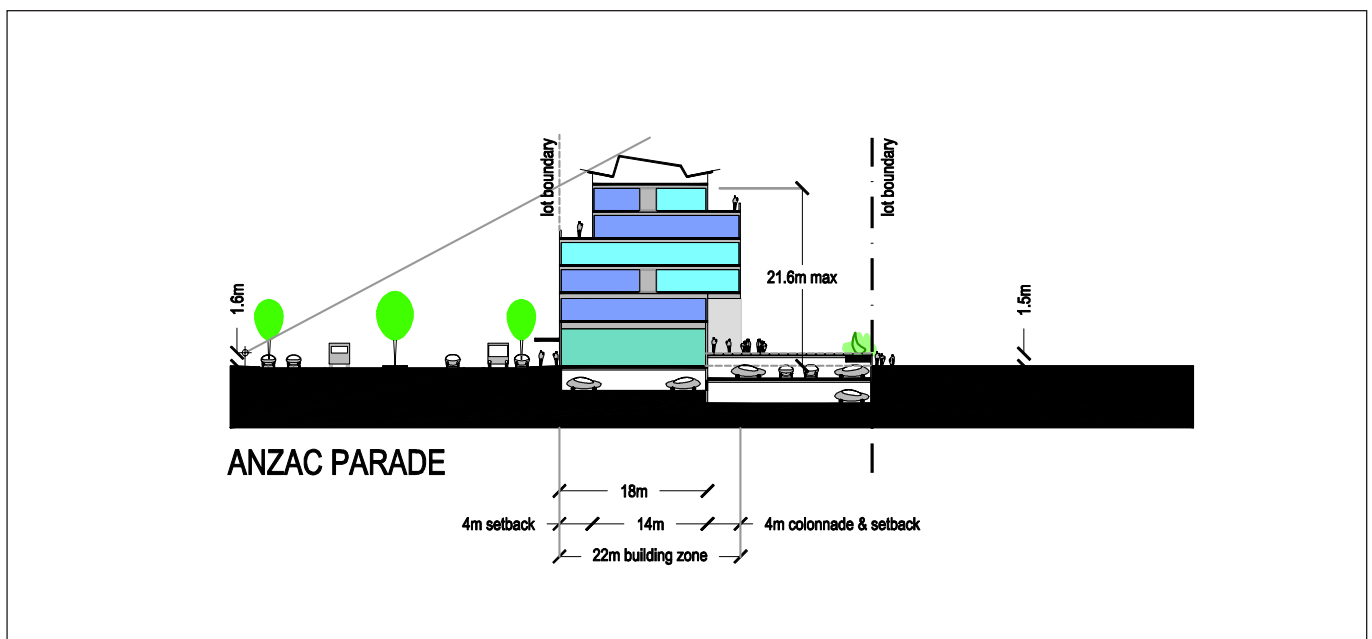 lot boundary
lot boundary
1.6m
21.6m max
1.5m
ANZAC PARADE
18m
4m setback
14m
4m colonnade & setback
22m building zone